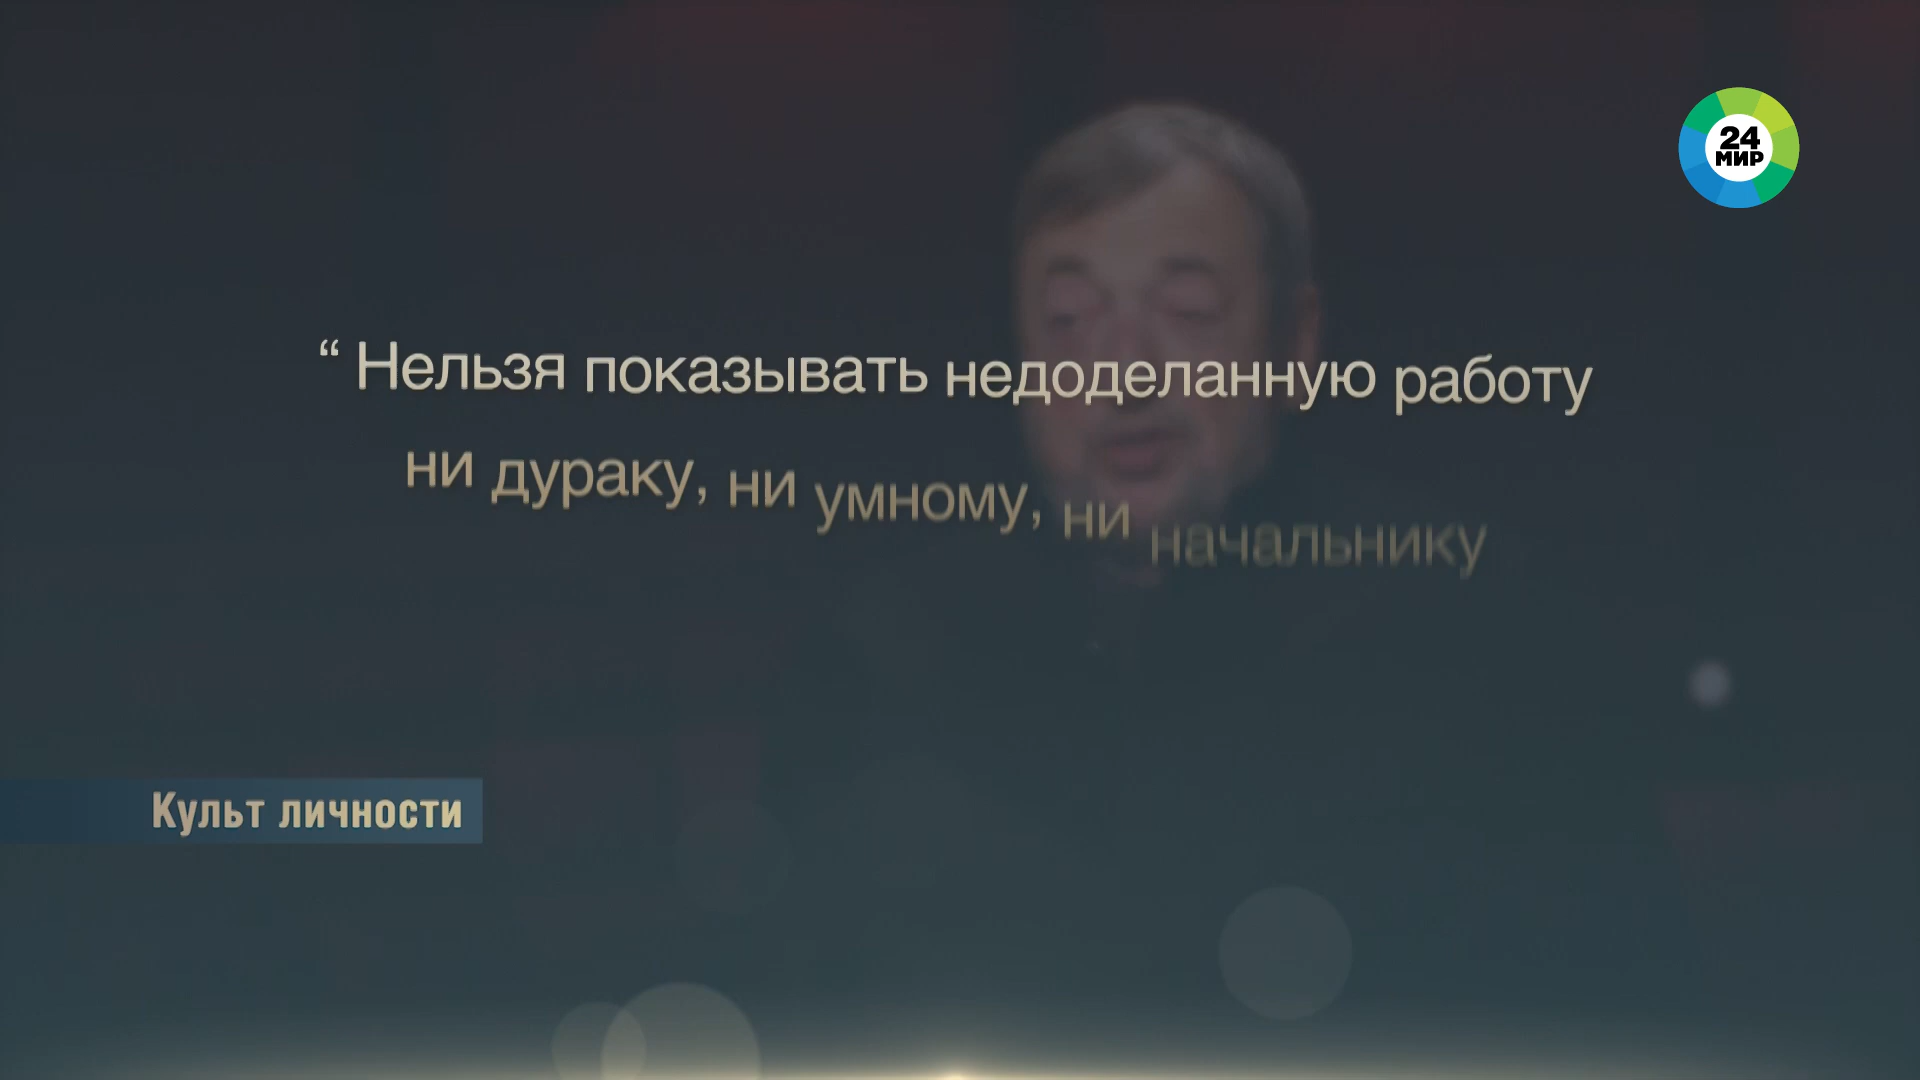 24
МИР
“ Нельзя показывать недоделанную работу
ни дураку, ни умному, ни начальнику
Культ личности